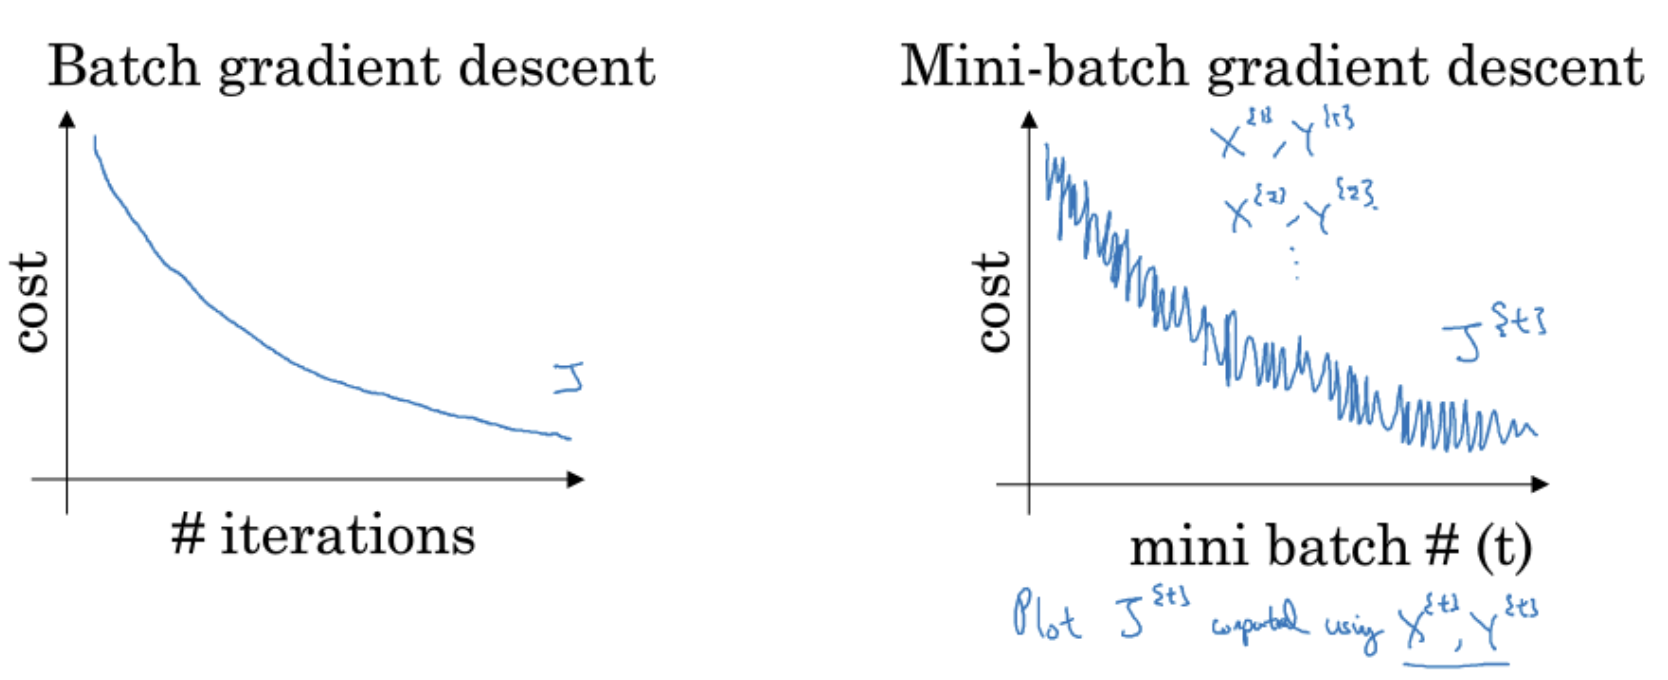 Batch gradient descent
cost
J
# iterations
Mini-batch gradient descent
X^{1}, Y^{1}
X^{2}, Y^{2}
⋮
cost
J^{t}
mini batch # (t)
Plot J^{t} computed using X^{t}, Y^{t}